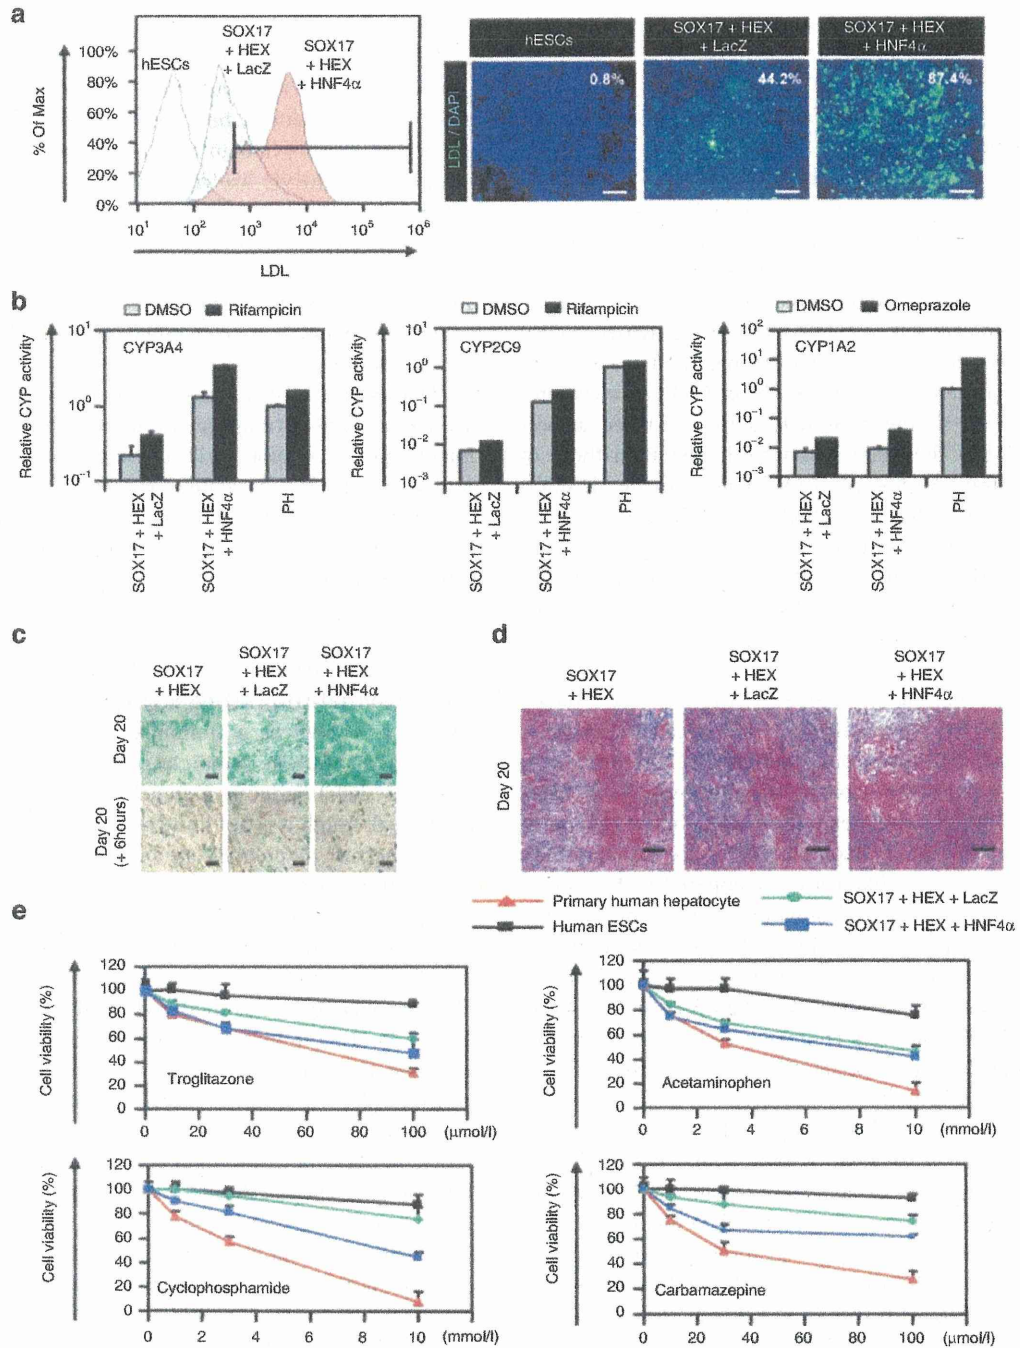 a
SOX17
+ HEX
+ LacZ
SOX17
+ HEX
+ HNF4α
hESCs
% Of Max
100%
80%
60%
40%
20%
0%
10¹ 10² 10³ 10⁴ 10⁵ 10⁶
LDL
LDL / DAPI
hESCs
0.8%
SOX17 + HEX
+ LacZ
44.2%
SOX17 + HEX
+ HNF4α
87.4%
b
DMSO Rifampicin
Relative CYP activity
CYP3A4
10¹
10⁰
10⁻¹
SOX17 + HEX
+ LacZ
SOX17 + HEX
+ HNF4α
PH
DMSO Rifampicin
Relative CYP activity
CYP2C9
10¹
10⁰
10⁻¹
10⁻²
10⁻³
SOX17 + HEX
+ LacZ
SOX17 + HEX
+ HNF4α
PH
DMSO Omeprazole
Relative CYP activity
CYP1A2
10²
10¹
10⁰
10⁻¹
10⁻²
10⁻³
SOX17 + HEX
+ LacZ
SOX17 + HEX
+ HNF4α
PH
c
SOX17
+ HEX
SOX17
+ HEX
+ LacZ
SOX17
+ HEX
+ HNF4α
Day 20
Day 20
(+ 6hours)
d
SOX17
+ HEX
SOX17
+ HEX
+ LacZ
SOX17
+ HEX
+ HNF4α
Day 20
e
Primary human hepatocyte
Human ESCs
SOX17 + HEX + LacZ
SOX17 + HEX + HNF4α
Cell viability (%)
120
100
80
60
40
20
0
Troglitazone
0 20 40 60 80 100 (μmol/l)
Cell viability (%)
120
100
80
60
40
20
0
Acetaminophen
0 2 4 6 8 10 (mmol/l)
Cell viability (%)
120
100
80
60
40
20
0
Cyclophosphamide
0 2 4 6 8 10 (mmol/l)
Cell viability (%)
120
100
80
60
40
20
0
Carbamazepine
0 20 40 60 80 100 (μmol/l)